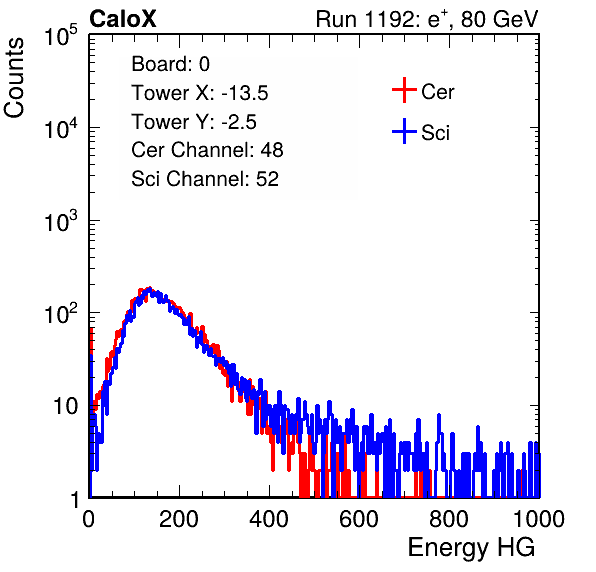 CaloX Run 1192: e⁺, 80 GeV
Counts
Board: 0
Tower X: -13.5
Tower Y: -2.5
Cer Channel: 48
Sci Channel: 52
Cer
Sci
10⁵
10⁴
10³
10²
10
1
0 200 400 600 800 1000
Energy HG